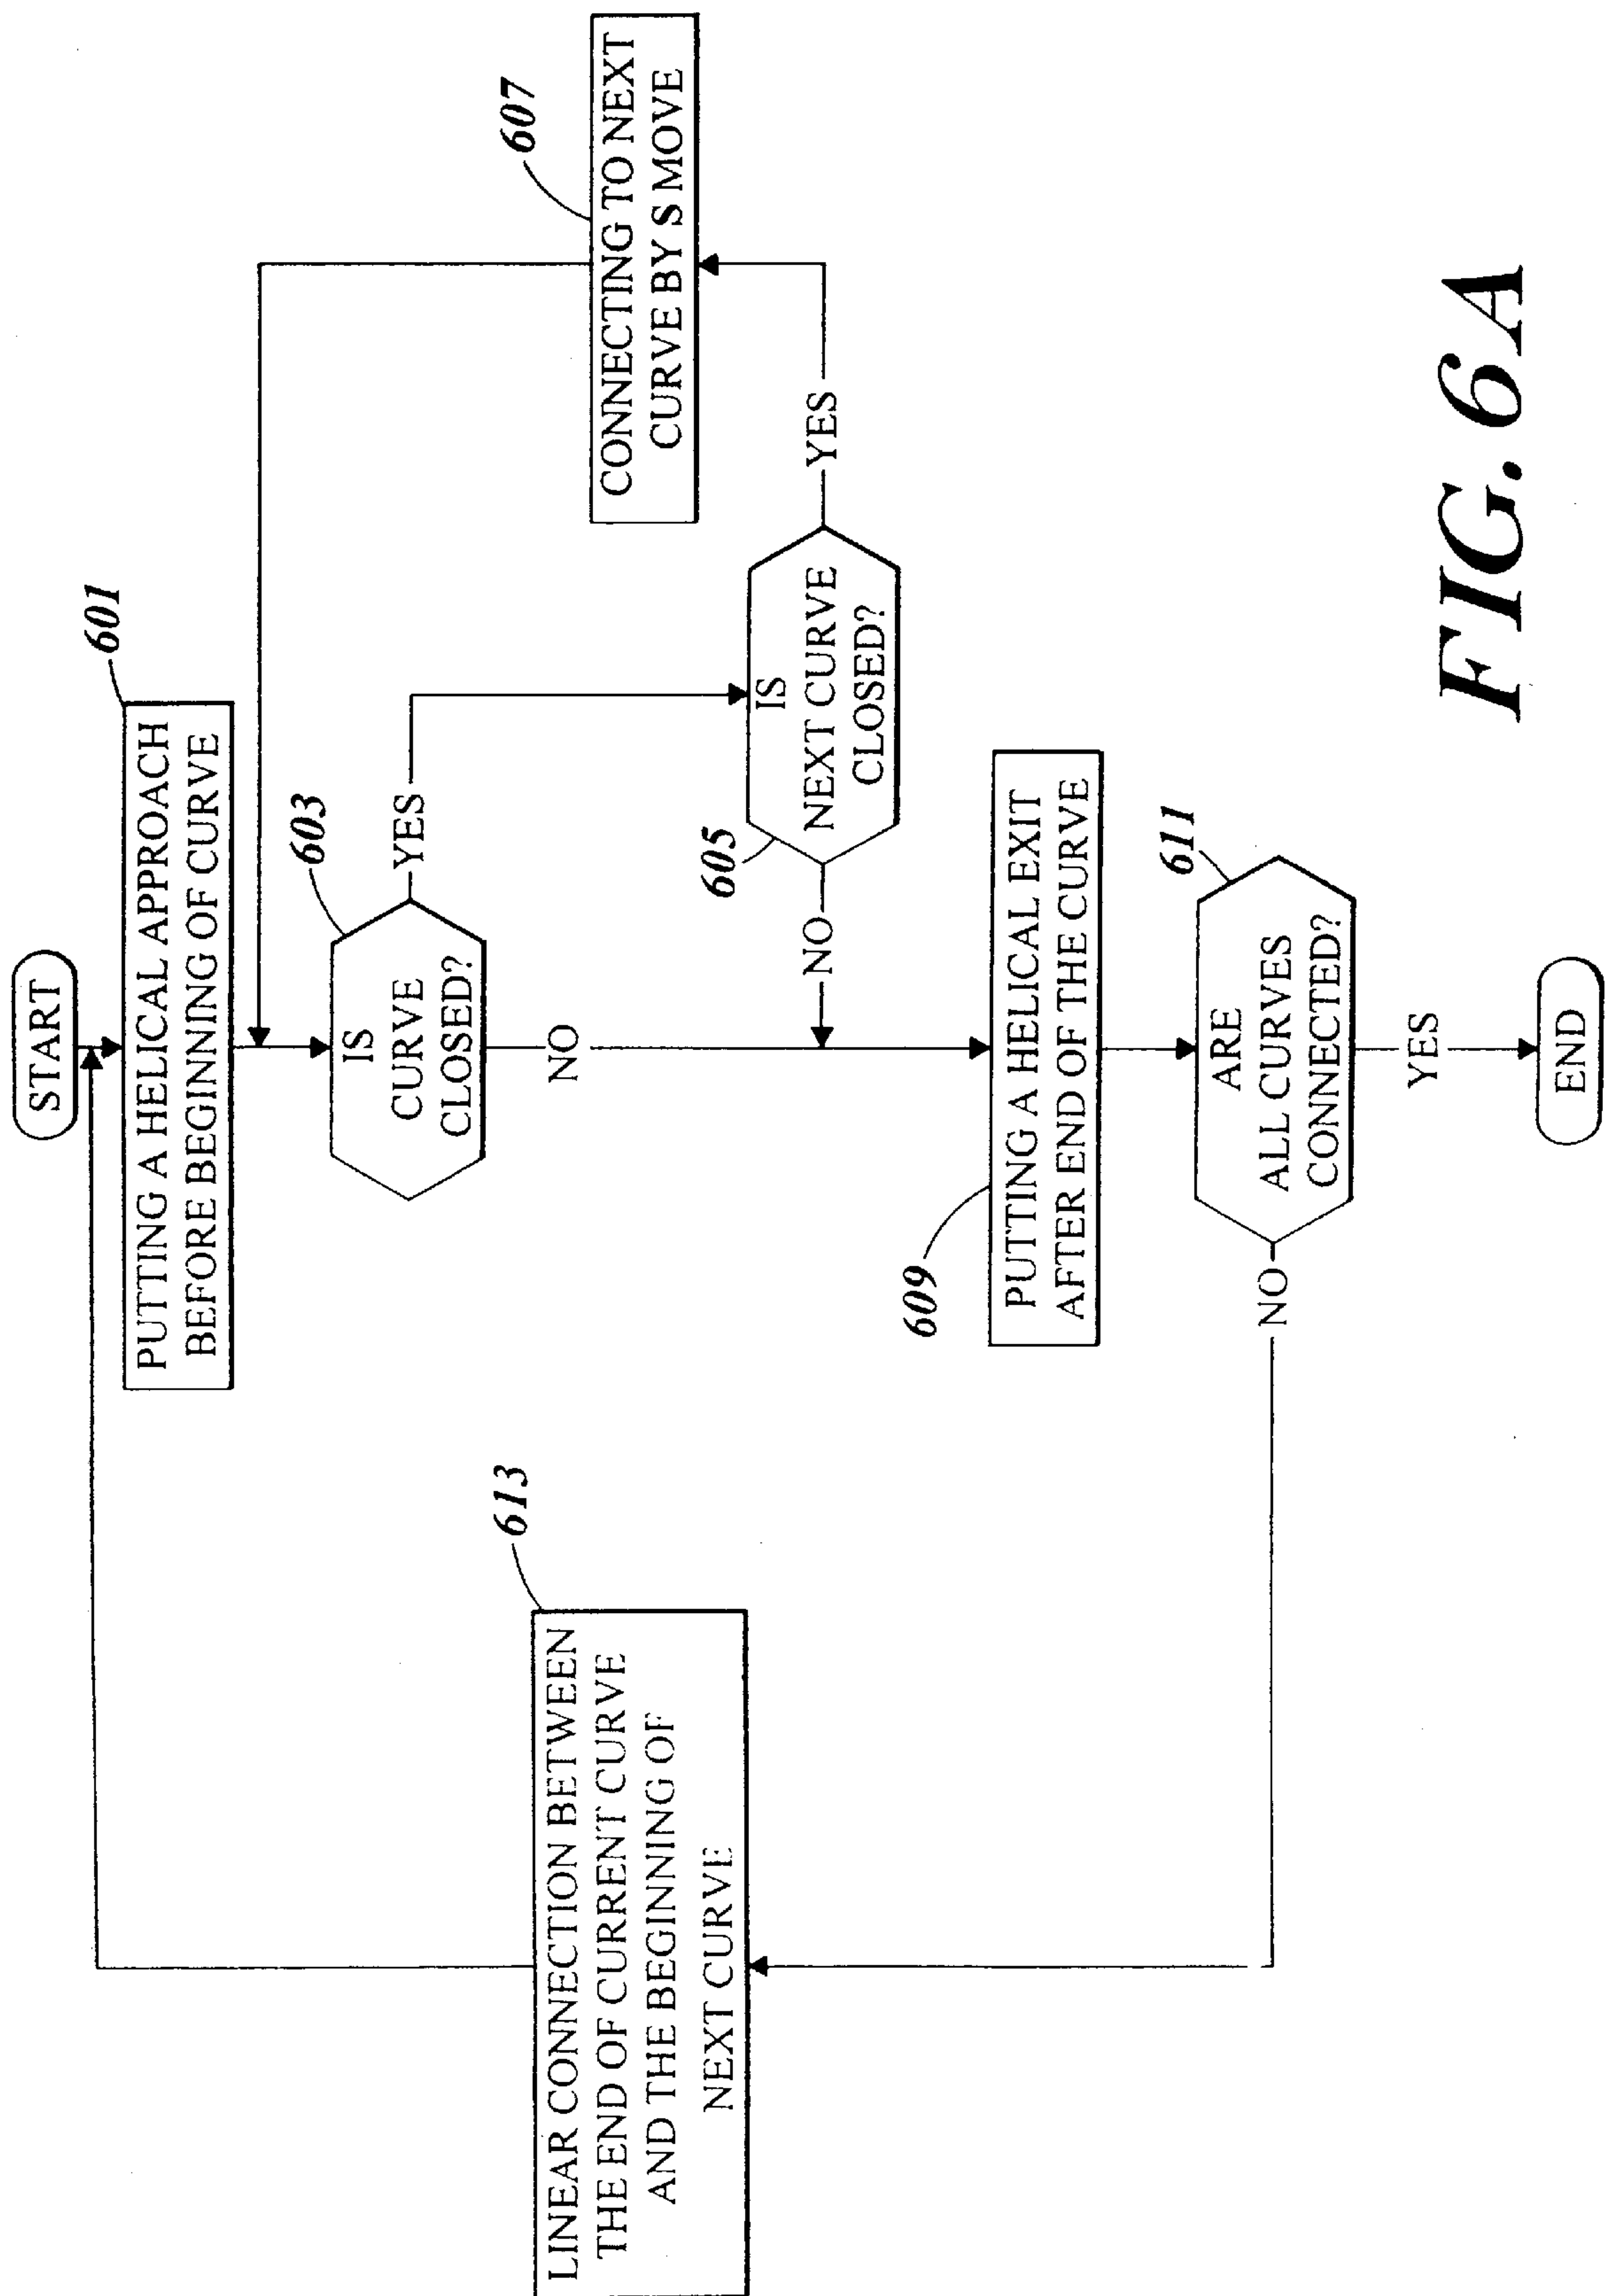 START
601
PUTTING A HELICAL APPROACH
BEFORE BEGINNING OF CURVE
603
IS
CURVE
CLOSED?
YES
NO
607
CONNECTING TO NEXT
CURVE BY S MOVE
605
IS
NEXT CURVE
CLOSED?
YES
NO
609
PUTTING A HELICAL EXIT
AFTER END OF THE CURVE
611
ARE
ALL CURVES
CONNECTED?
NO
YES
613
LINEAR CONNECTION BETWEEN
THE END OF CURRENT CURVE
AND THE BEGINNING OF
NEXT CURVE
END
FIG. 6A